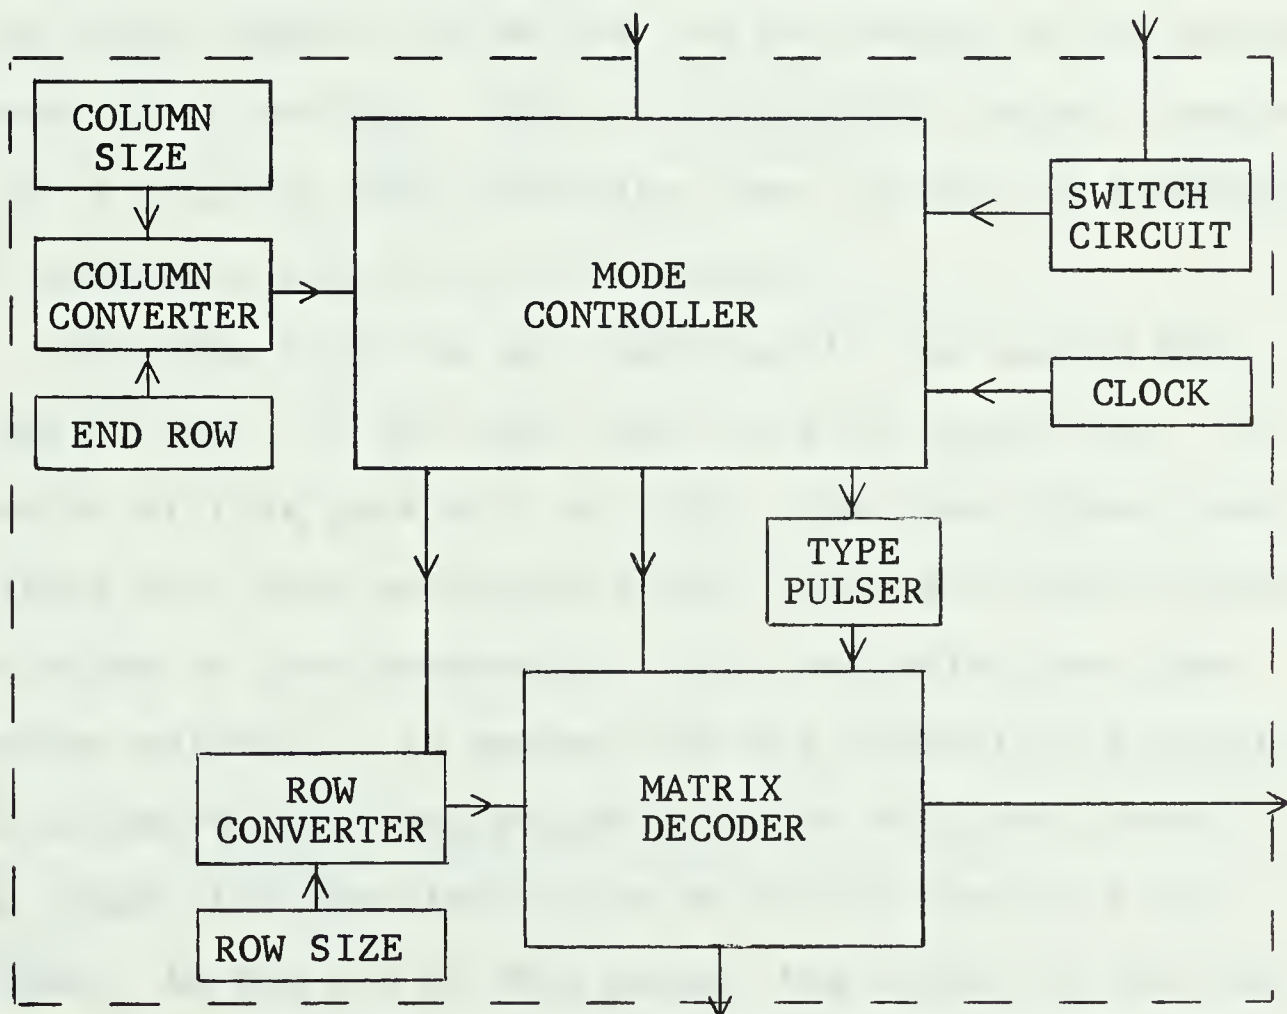 COLUMN
SIZE
COLUMN
CONVERTER
END ROW
MODE
CONTROLLER
SWITCH
CIRCUIT
CLOCK
TYPE
PULSER
ROW
CONVERTER
ROW SIZE
MATRIX
DECODER